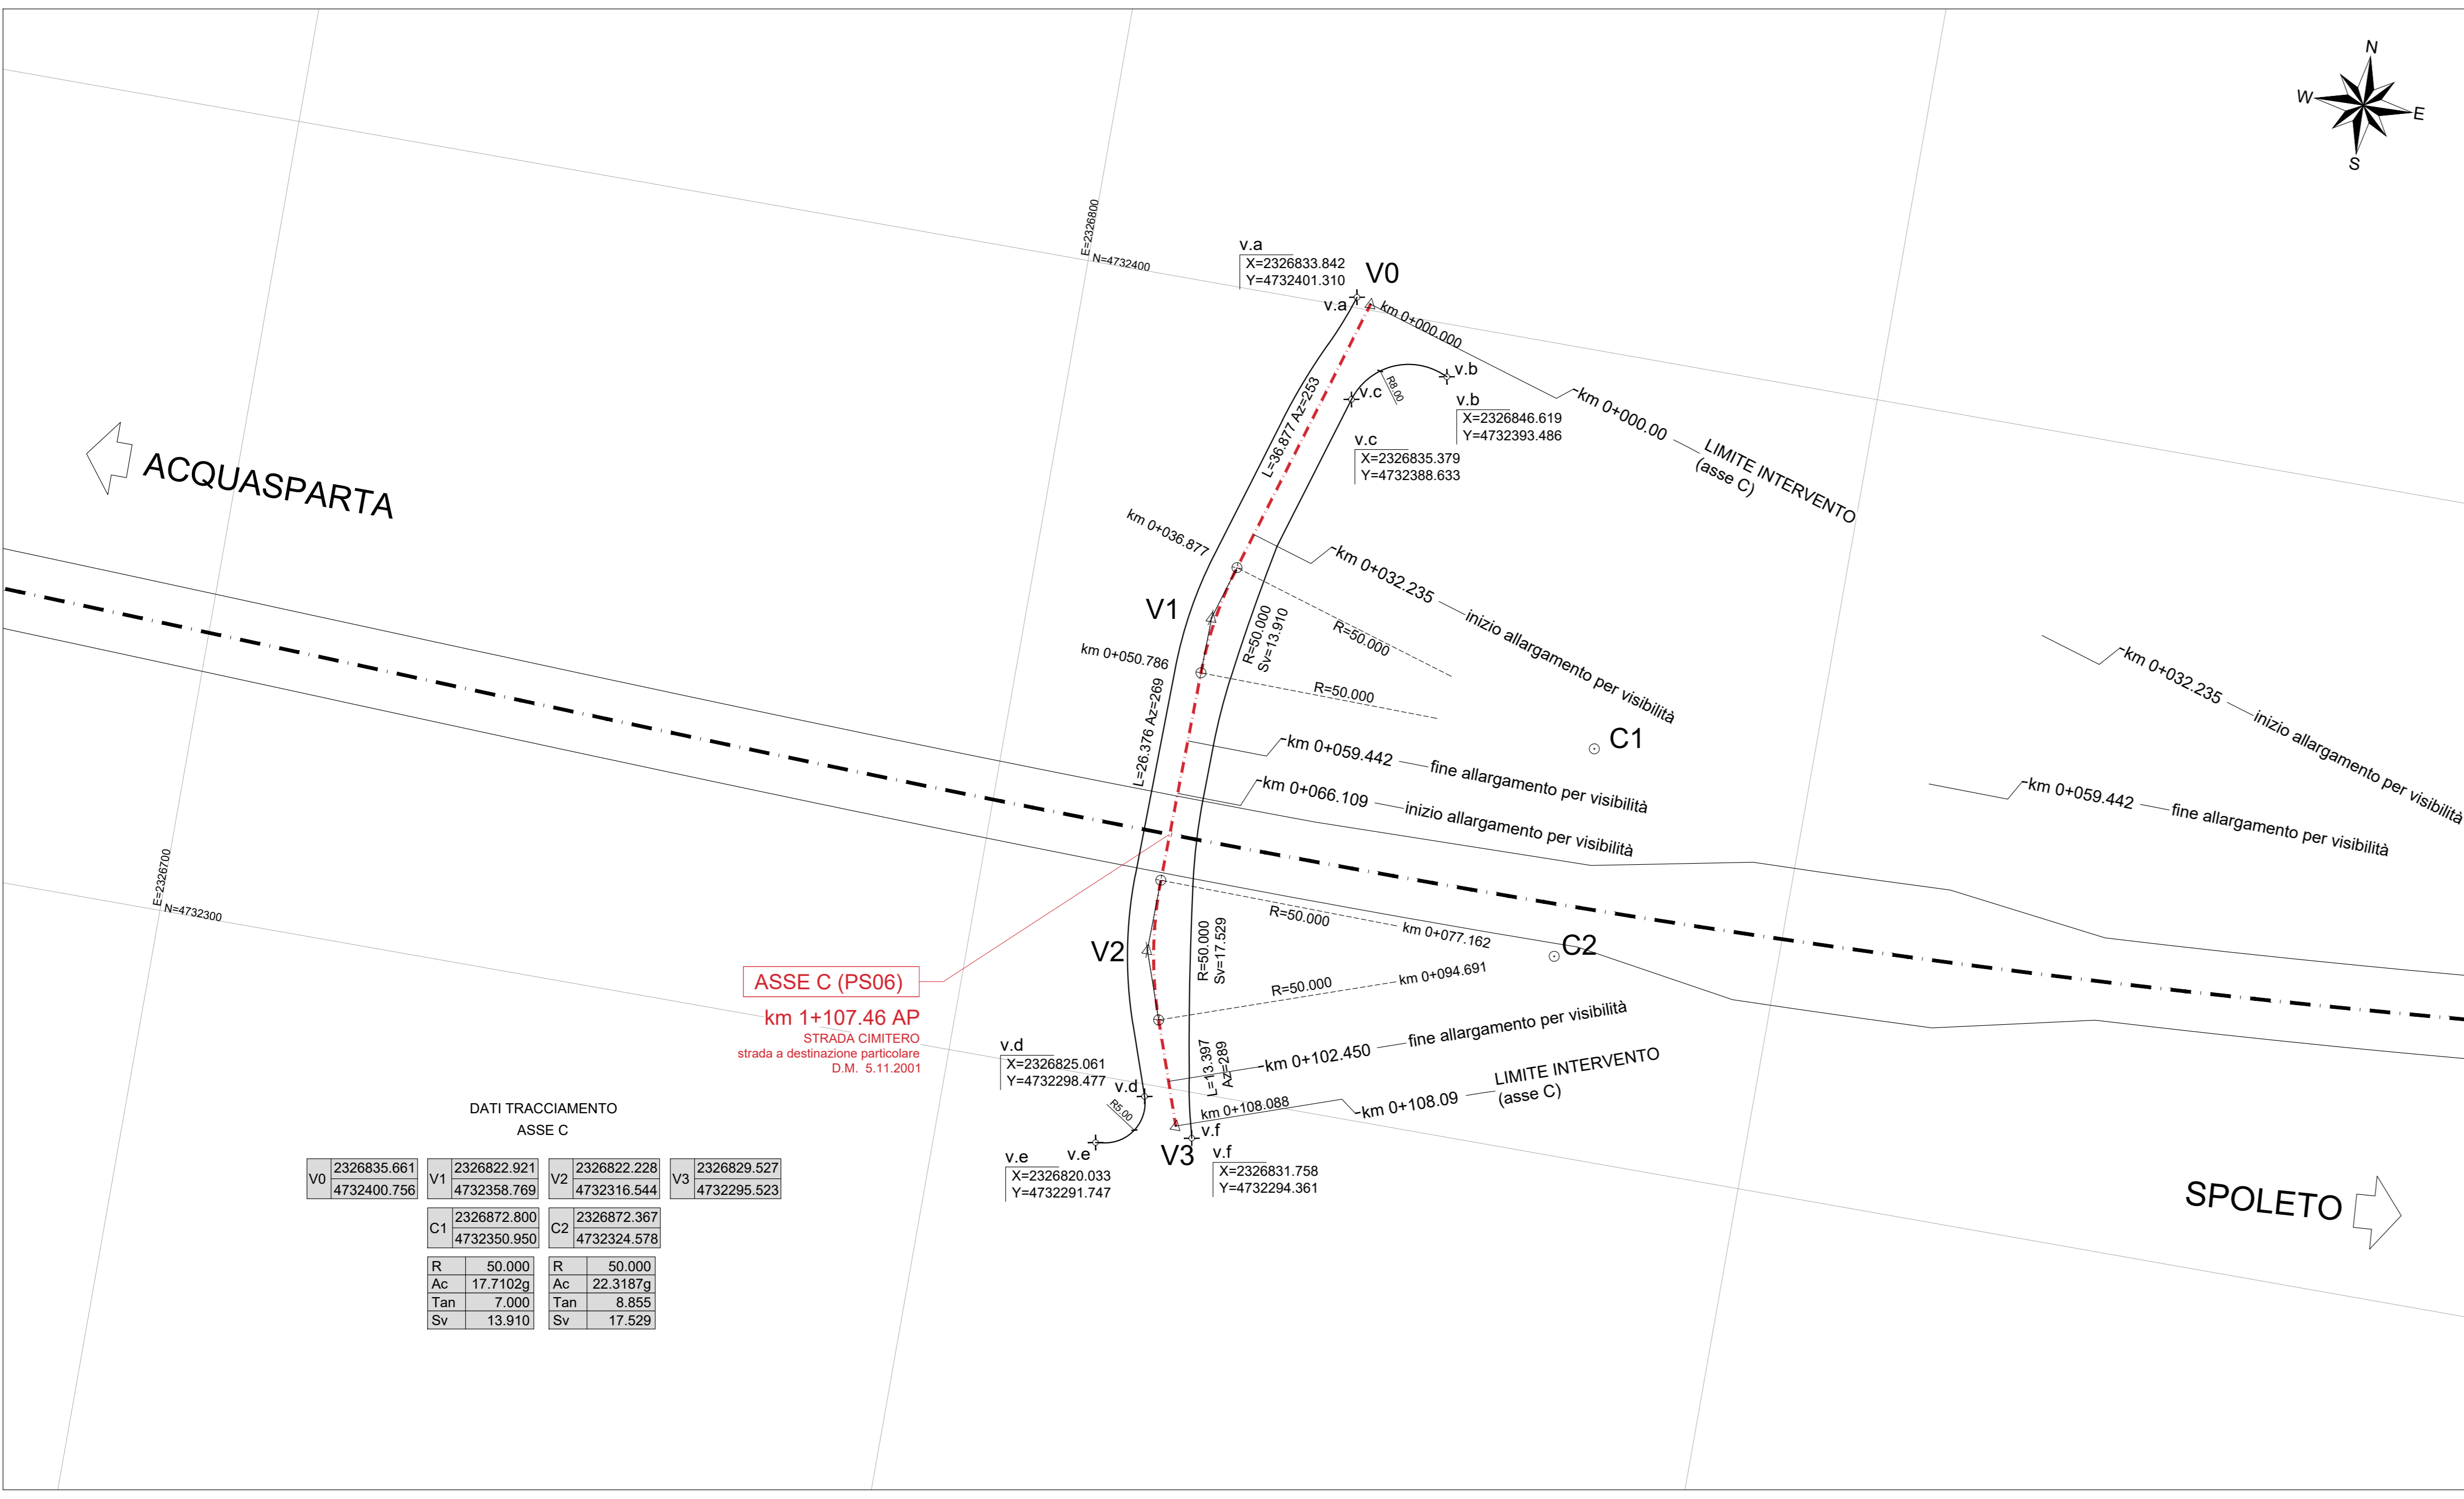 N
W
E
S
E=2326800
N=4732400
v.a
X=2326833.842
Y=4732401.310
V0
v.a
km 0+000.000
v.b
R8.00
v.c
v.b
X=2326846.619
Y=4732393.486
km 0+000.00
LIMITE INTERVENTO
(asse C)
v.c
X=2326835.379
Y=4732388.633
L=36.877 Az=253
ACQUASPARTA
km 0+036.877
km 0+032.235
inizio allargamento per visibilità
V1
R=50.000
Sv=13.910
R=50.000
km 0+050.786
R=50.000
km 0+032.235
inizio allargamento per visibilità
L=26.376 Az=269
C1
km 0+059.442
fine allargamento per visibilità
km 0+066.109
inizio allargamento per visibilità
km 0+059.442
fine allargamento per visibilità
E=2326700
N=4732300
R=50.000
km 0+077.162
V2
C2
R=50.000
Sv=17.529
R=50.000
km 0+094.691
ASSE C (PS06)
km 1+107.46 AP
STRADA CIMITERO
strada a destinazione particolare
D.M. 5.11.2001
fine allargamento per visibilità
km 0+102.450
L=13.397
Az=289
LIMITE INTERVENTO
(asse C)
km 0+108.09
km 0+108.088
v.d
X=2326825.061
Y=4732298.477
v.d
R5.00
v.e
v.f
V3
v.e
X=2326820.033
Y=4732291.747
v.f
X=2326831.758
Y=4732294.361
SPOLETO
DATI TRACCIAMENTO
ASSE C
V0 2326835.661 4732400.756
V1 2326822.921 4732358.769
V2 2326822.228 4732316.544
V3 2326829.527 4732295.523
C1 2326872.800 4732350.950
C2 2326872.367 4732324.578
R 50.000
Ac 17.7102g
Tan 7.000
Sv 13.910
R 50.000
Ac 22.3187g
Tan 8.855
Sv 17.529